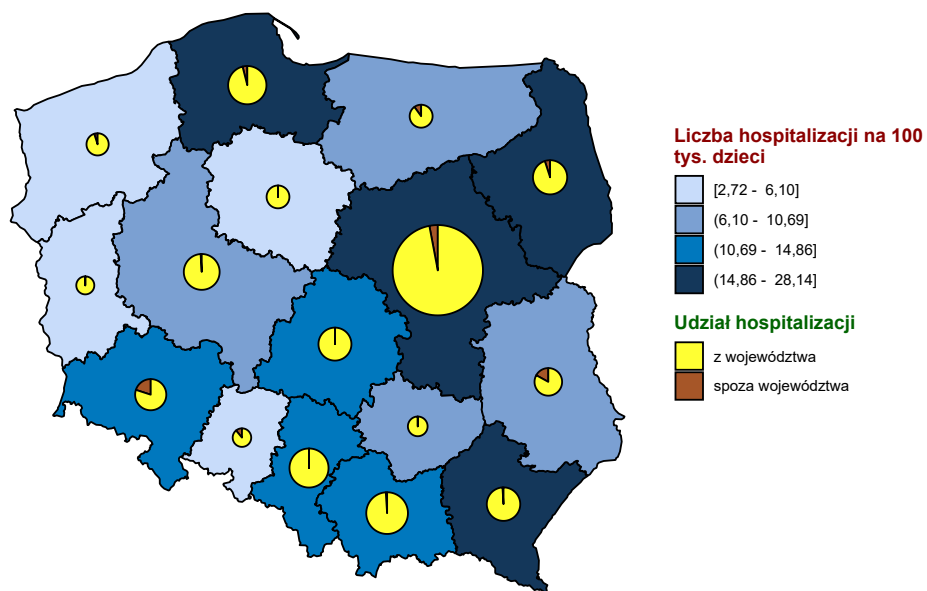 Liczba hospitalizacji na 100
tys. dzieci
[2,72 - 6,10]
(6,10 - 10,69]
(10,69 - 14,86]
(14,86 - 28,14]
Udział hospitalizacji
z województwa
spoza województwa